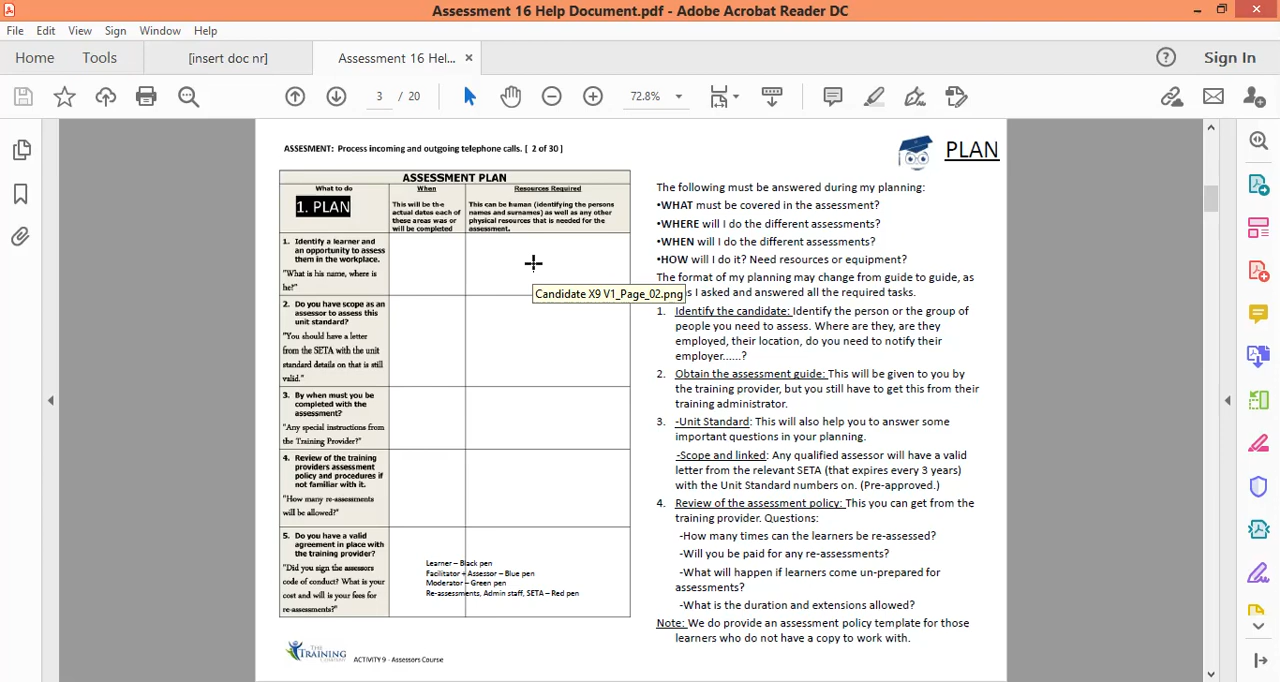 Assessment 16 Help Document.pdf - Adobe Acrobat Reader DC
File Edit View Sign Window Help
Home Tools [insert doc nr] Assessment 16 Hel... × Sign In
3 / 20 72.8%
ASSESMENT: Process incoming and outgoing telephone calls. [ 2 of 30 ]
PLAN
ASSESSMENT PLAN
What to do
1. PLAN
When
This will be the
actual dates each of
these areas was or
will be completed
Resources Required
This can be human (identifying the persons
names and surnames) as well as any other
physical resources that is needed for the
assessment.
1. Identify a learner and
an opportunity to assess
them in the workplace.
"What is his name, where is
he?"
2. Do you have scope as an
assessor to assess this
unit standard?
"You should have a letter
from the SETA with the unit
standard details on that is still
valid."
3. By when must you be
completed with the
assessment?
"Any special instructions from
the Training Provider?"
4. Review of the training
providers assessment
policy and procedures if
not familiar with it.
"How many re-assessments
will be allowed?"
5. Do you have a valid
agreement in place with
the training provider?
"Did you sign the assessors
code of conduct? What is your
cost and will is your fees for
re-assessments?"
Learner – Black pen
Facilitator + Assessor – Blue pen
Moderator – Green pen
Re-assessments, Admin staff, SETA – Red pen
Candidate X9 V1_Page_02.png
THE
TRAINING
COMPANY
ACTIVITY 9 - Assessors Course
The following must be answered during my planning:
•WHAT must be covered in the assessment?
•WHERE will I do the different assessments?
•WHEN will I do the different assessments?
•HOW will I do it? Need resources or equipment?
The format of my planning may change from guide to guide, as
s I asked and answered all the required tasks.
1. Identify the candidate: Identify the person or the group of
people you need to assess. Where are they, are they
employed, their location, do you need to notify their
employer......?
2. Obtain the assessment guide: This will be given to you by
the training provider, but you still have to get this from their
training administrator.
3. -Unit Standard: This will also help you to answer some
important questions in your planning.
-Scope and linked: Any qualified assessor will have a valid
letter from the relevant SETA (that expires every 3 years)
with the Unit Standard numbers on. (Pre-approved.)
4. Review of the assessment policy: This you can get from the
training provider. Questions:
-How many times can the learners be re-assessed?
-Will you be paid for any re-assessments?
-What will happen if learners come un-prepared for
assessments?
-What is the duration and extensions allowed?
Note: We do provide an assessment policy template for those
learners who do not have a copy to work with.